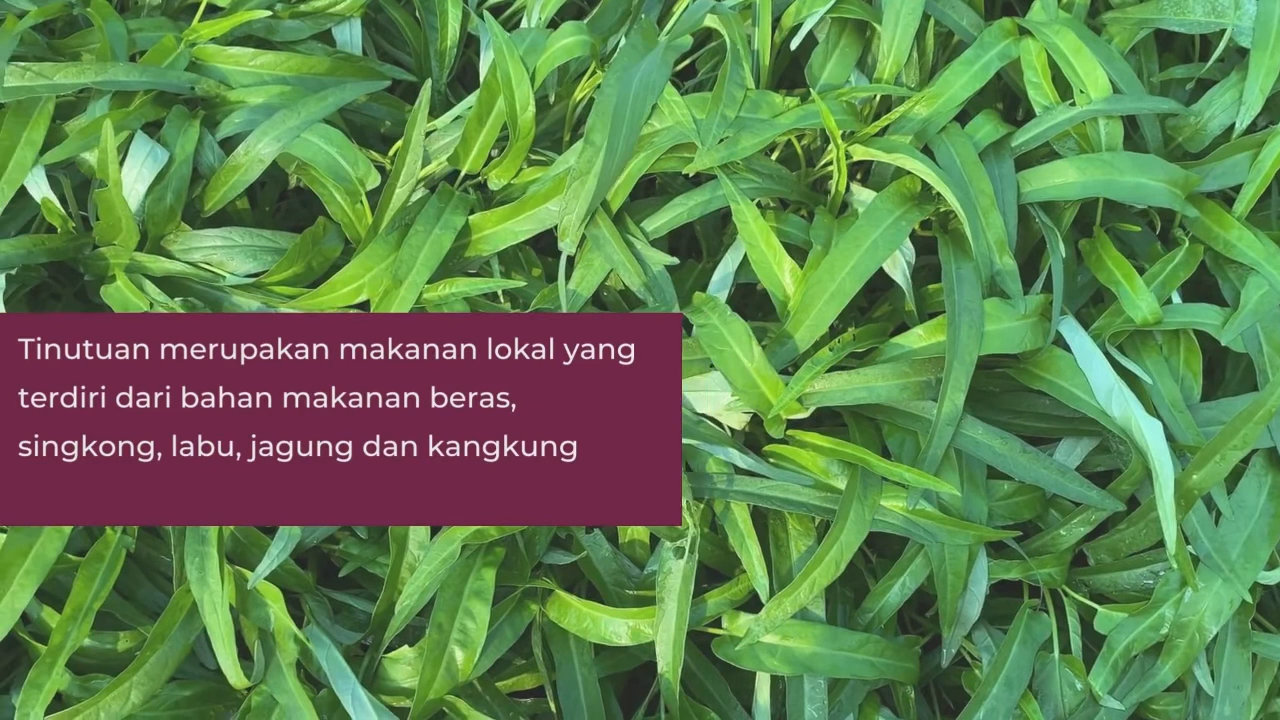 Tinutuan merupakan makanan lokal yang
terdiri dari bahan makanan beras,
singkong, labu, jagung dan kangkung